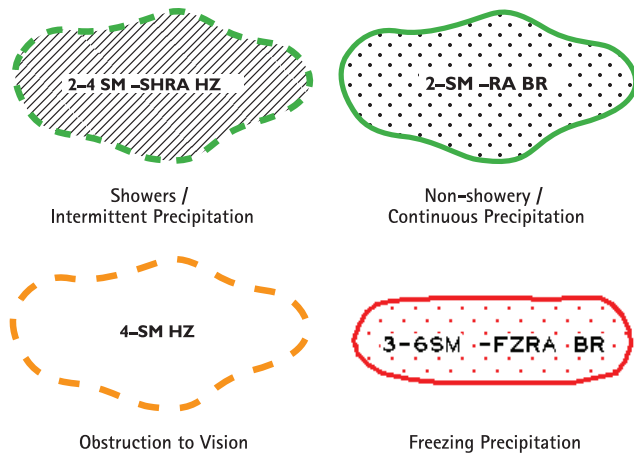 2–4 SM –SHRA HZ
2–SM –RA BR
Showers /
Intermittent Precipitation
Non–showery /
Continuous Precipitation
4–SM HZ
3-6SM -FZRA BR
Obstruction to Vision
Freezing Precipitation